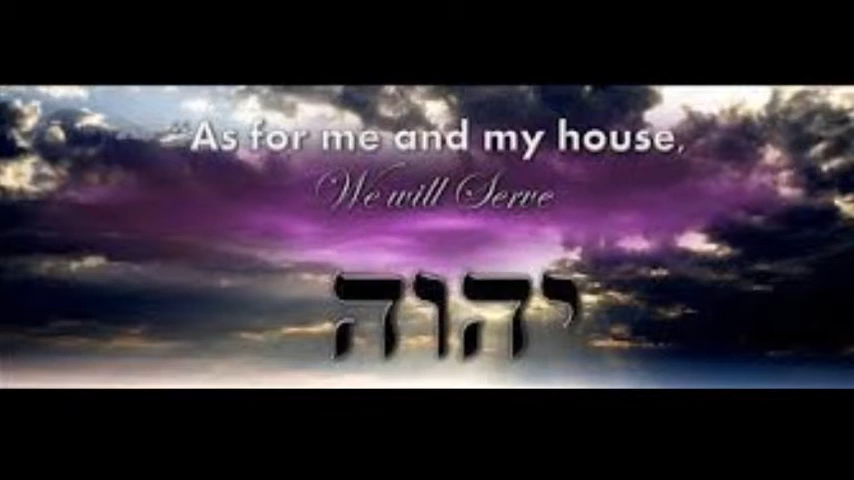 "As for me and my house,
We will Serve
יהוה